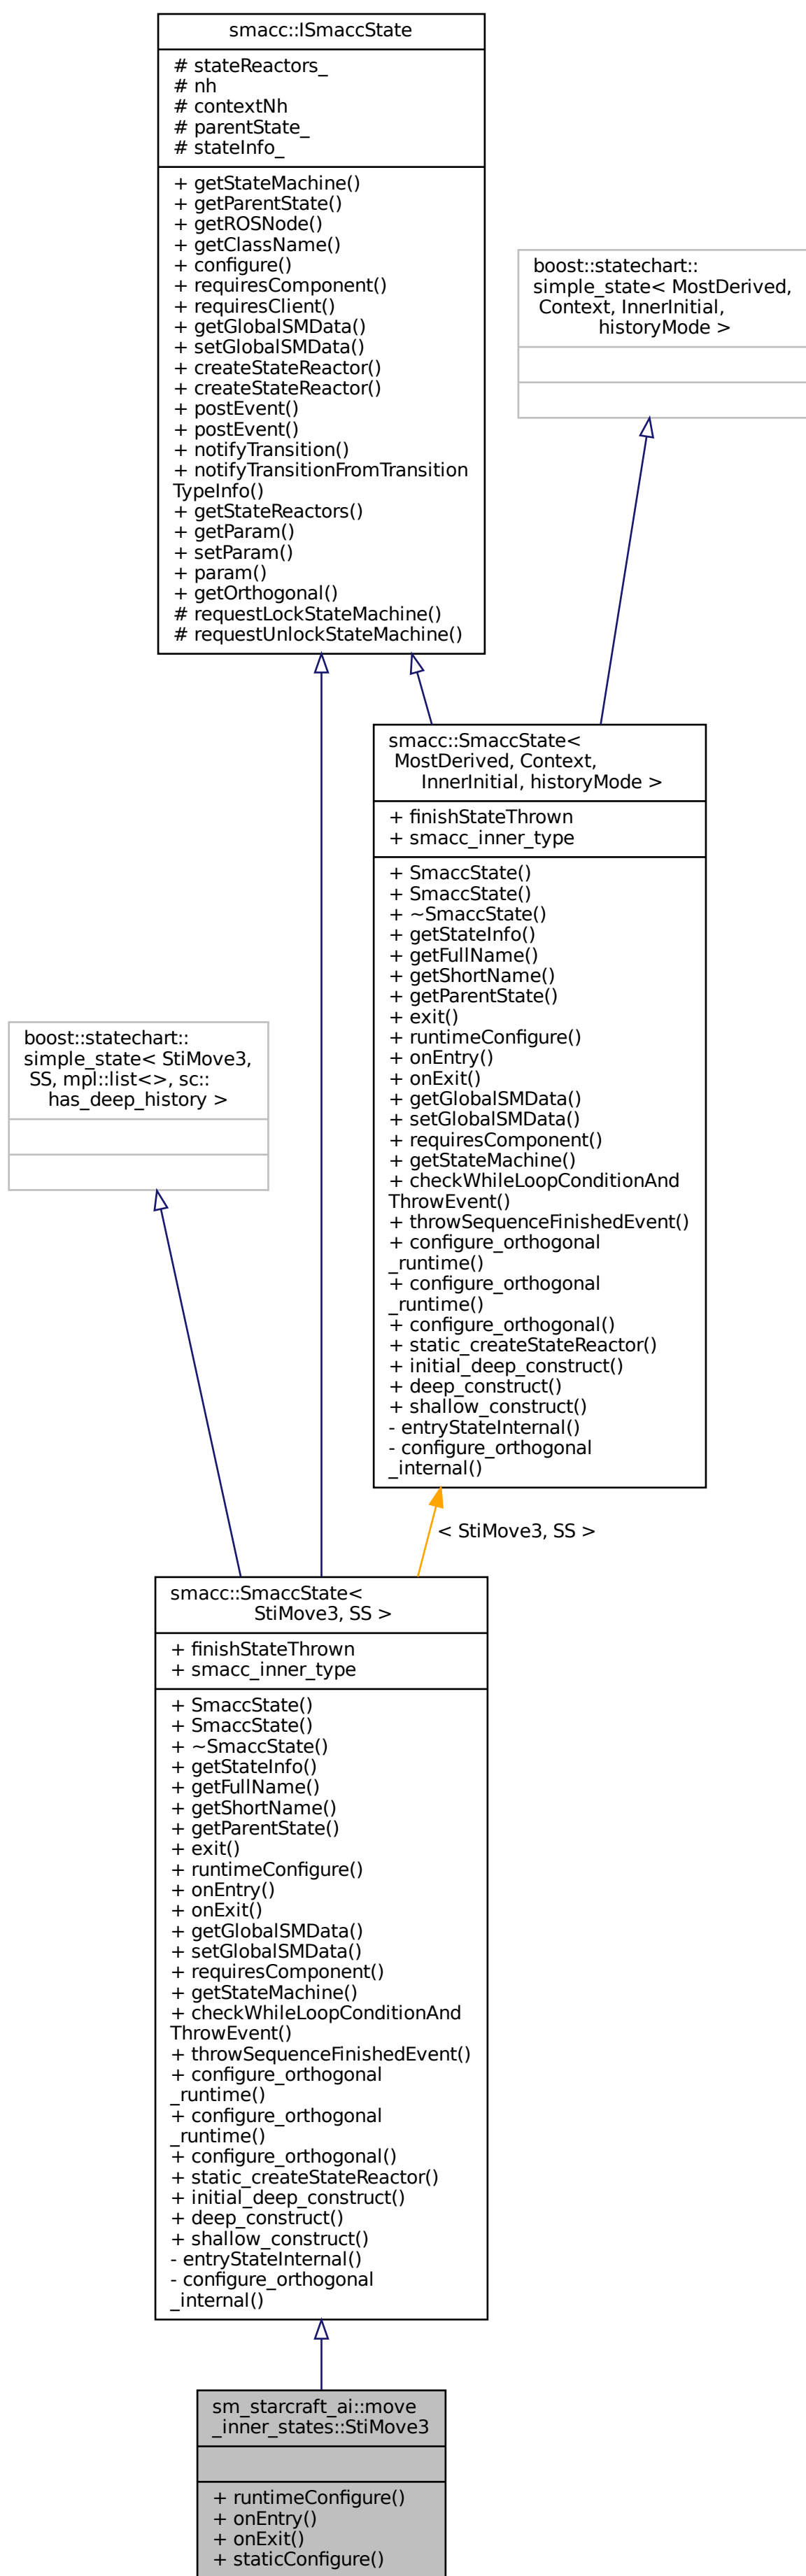 smacc::ISmaccState
# stateReactors_
# nh
# contextNh
# parentState_
# stateInfo_
+ getStateMachine()
+ getParentState()
+ getROSNode()
+ getClassName()
+ configure()
+ requiresComponent()
+ requiresClient()
+ getGlobalSMData()
+ setGlobalSMData()
+ createStateReactor()
+ createStateReactor()
+ postEvent()
+ postEvent()
+ notifyTransition()
+ notifyTransitionFromTransition
TypeInfo()
+ getStateReactors()
+ getParam()
+ setParam()
+ param()
+ getOrthogonal()
# requestLockStateMachine()
# requestUnlockStateMachine()
boost::statechart::
simple_state< MostDerived,
Context, InnerInitial,
historyMode >
smacc::SmaccState<
MostDerived, Context,
InnerInitial, historyMode >
+ finishStateThrown
+ smacc_inner_type
+ SmaccState()
+ SmaccState()
+ ~SmaccState()
+ getStateInfo()
+ getFullName()
+ getShortName()
+ getParentState()
+ exit()
+ runtimeConfigure()
+ onEntry()
+ onExit()
+ getGlobalSMData()
+ setGlobalSMData()
+ requiresComponent()
+ getStateMachine()
+ checkWhileLoopConditionAnd
ThrowEvent()
+ throwSequenceFinishedEvent()
+ configure_orthogonal
_runtime()
+ configure_orthogonal
_runtime()
+ configure_orthogonal()
+ static_createStateReactor()
+ initial_deep_construct()
+ deep_construct()
+ shallow_construct()
- entryStateInternal()
- configure_orthogonal
_internal()
boost::statechart::
simple_state< StiMove3,
SS, mpl::list<>, sc::
has_deep_history >
< StiMove3, SS >
smacc::SmaccState<
StiMove3, SS >
+ finishStateThrown
+ smacc_inner_type
+ SmaccState()
+ SmaccState()
+ ~SmaccState()
+ getStateInfo()
+ getFullName()
+ getShortName()
+ getParentState()
+ exit()
+ runtimeConfigure()
+ onEntry()
+ onExit()
+ getGlobalSMData()
+ setGlobalSMData()
+ requiresComponent()
+ getStateMachine()
+ checkWhileLoopConditionAnd
ThrowEvent()
+ throwSequenceFinishedEvent()
+ configure_orthogonal
_runtime()
+ configure_orthogonal
_runtime()
+ configure_orthogonal()
+ static_createStateReactor()
+ initial_deep_construct()
+ deep_construct()
+ shallow_construct()
- entryStateInternal()
- configure_orthogonal
_internal()
sm_starcraft_ai::move
_inner_states::StiMove3
+ runtimeConfigure()
+ onEntry()
+ onExit()
+ staticConfigure()